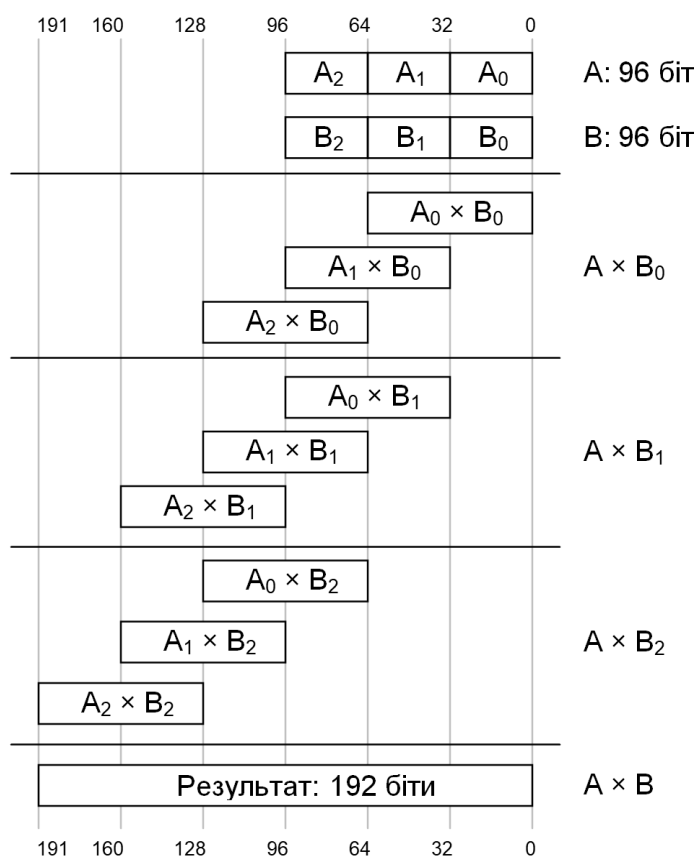 191 160 128 96 64 32 0
A₂ A₁ A₀ A: 96 біт
B₂ B₁ B₀ B: 96 біт
A₀ × B₀
A₁ × B₀ A × B₀
A₂ × B₀
A₀ × B₁
A₁ × B₁ A × B₁
A₂ × B₁
A₀ × B₂
A₁ × B₂ A × B₂
A₂ × B₂
Результат: 192 біти A × B
191 160 128 96 64 32 0